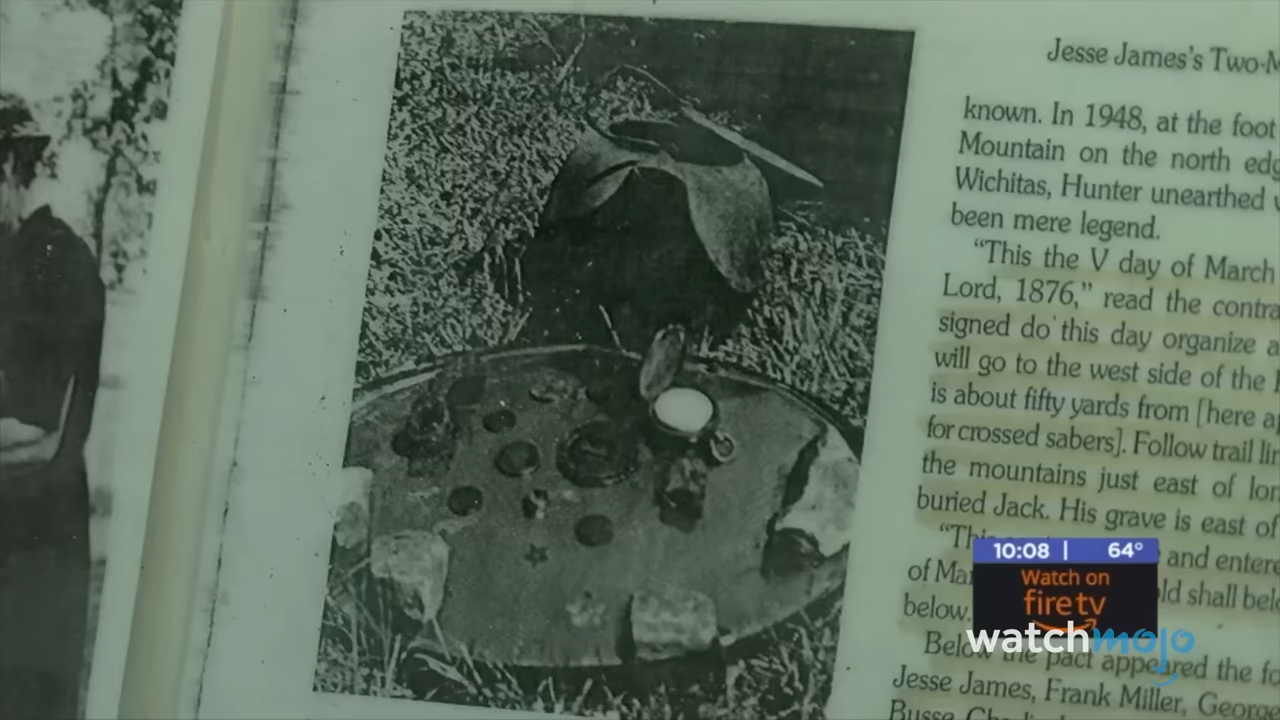 Jesse James's Two-M
known. In 1948, at the foot
Mountain on the north edg
Wichitas, Hunter unearthed
been mere legend.
"This the V day of March
Lord, 1876," read the contra
signed do this day organize a
will go to the west side of the
is about fifty yards from [here a
for crossed sabers]. Follow trail lin
the mountains just east of lon
buried Jack. His grave is east of
"This and entere
of Ma ld shall bel
below.
Below the pact appeared the fo
Jesse James, Frank Miller, George
Busse,
10:08 | 64°
Watch on
fire tv
watchmojo